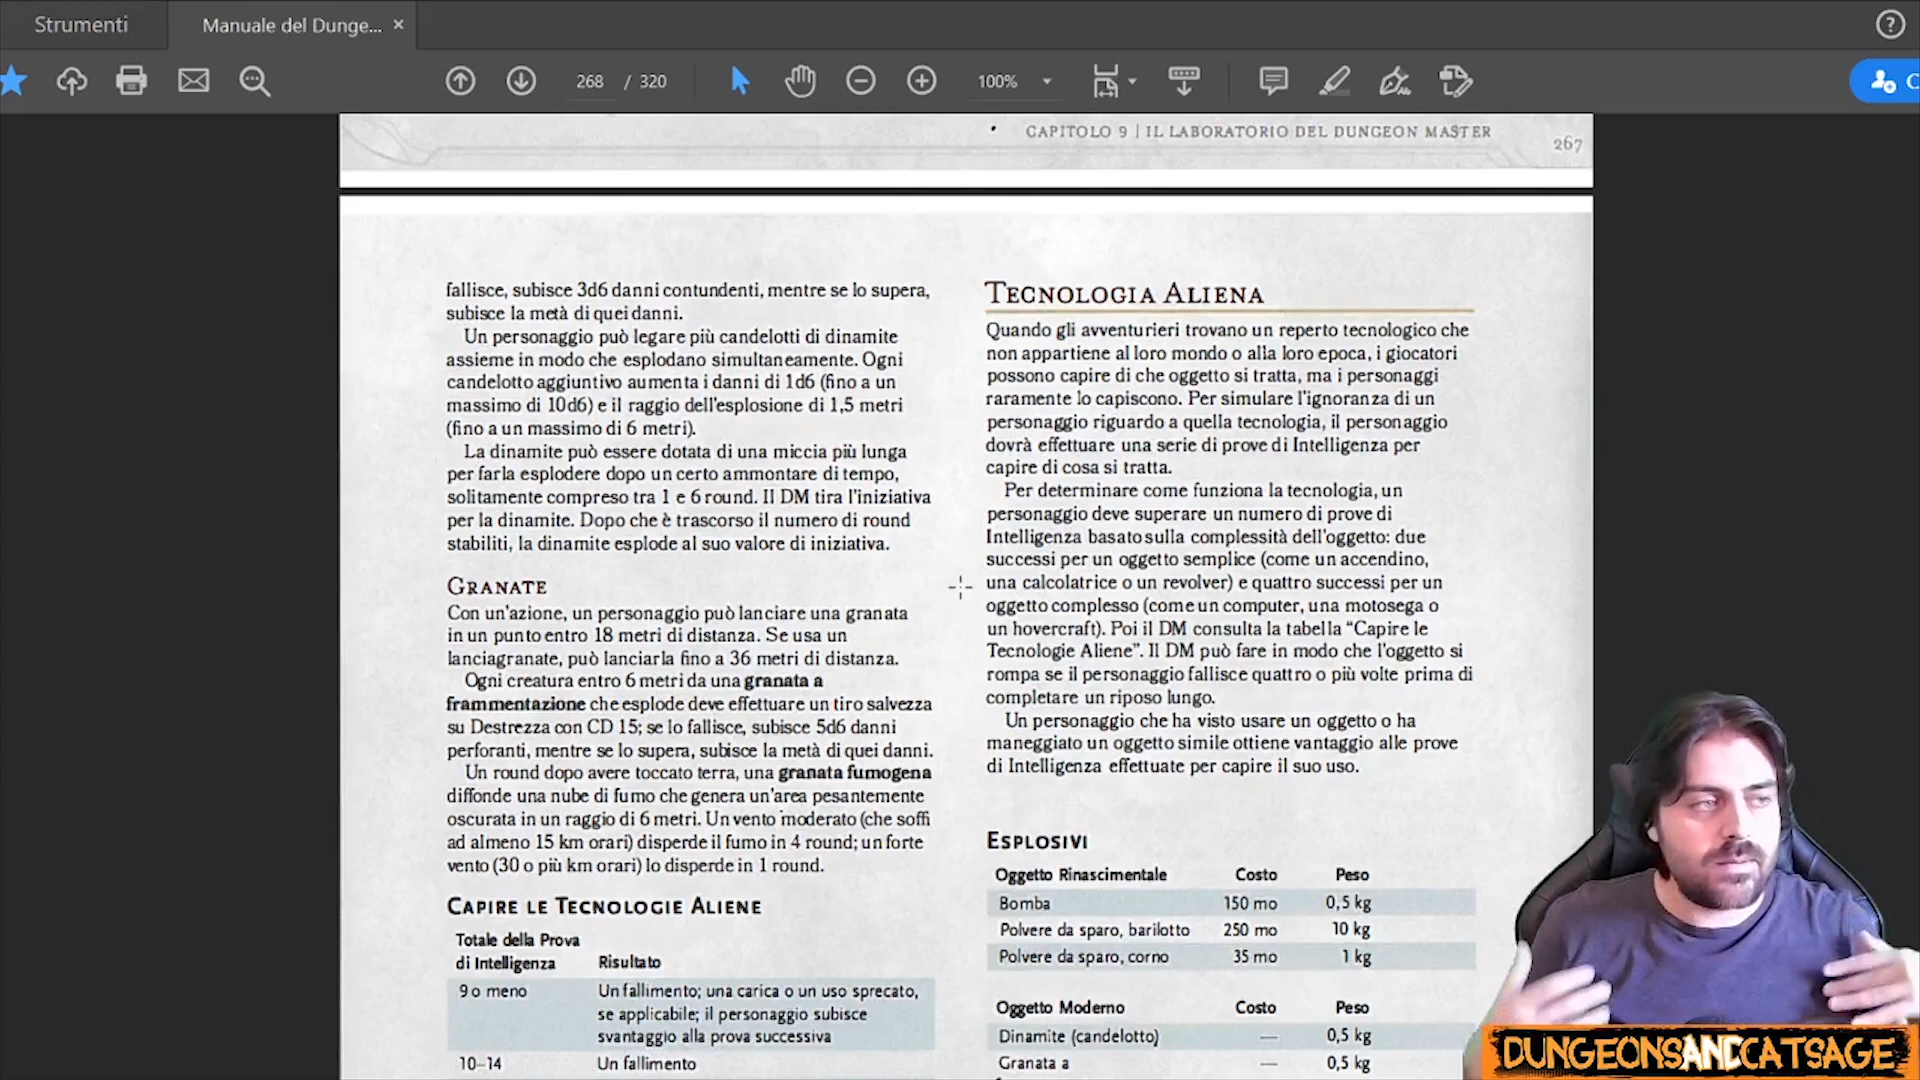 Strumenti
Manuale del Dunge...
268 / 320
100%
CAPITOLO 9 | IL LABORATORIO DEL DUNGEON MASTER
267
fallisce, subisce 3d6 danni contundenti, mentre se lo supera,
subisce la metà di quei danni.
Un personaggio può legare più candelotti di dinamite
assieme in modo che esplodano simultaneamente. Ogni
candelotto aggiuntivo aumenta i danni di 1d6 (fino a un
massimo di 10d6) e il raggio dell'esplosione di 1,5 metri
(fino a un massimo di 6 metri).
La dinamite può essere dotata di una miccia più lunga
per farla esplodere dopo un certo ammontare di tempo,
solitamente compreso tra 1 e 6 round. Il DM tira l'iniziativa
per la dinamite. Dopo che è trascorso il numero di round
stabiliti, la dinamite esplode al suo valore di iniziativa.
GRANATE
Con un'azione, un personaggio può lanciare una granata
in un punto entro 18 metri di distanza. Se usa un
lanciagranate, può lanciarla fino a 36 metri di distanza.
Ogni creatura entro 6 metri da una granata a
frammentazione che esplode deve effettuare un tiro salvezza
su Destrezza con CD 15; se lo fallisce, subisce 5d6 danni
perforanti, mentre se lo supera, subisce la metà di quei danni.
Un round dopo avere toccato terra, una granata fumogena
diffonde una nube di fumo che genera un'area pesantemente
oscurata in un raggio di 6 metri. Un vento moderato (che soffi
ad almeno 15 km orari) disperde il fumo in 4 round; un forte
vento (30 o più km orari) lo disperde in 1 round.
CAPIRE LE TECNOLOGIE ALIENE
Totale della Prova
di Intelligenza Risultato
9 o meno Un fallimento; una carica o un uso sprecato,
se applicabile; il personaggio subisce
svantaggio alla prova successiva
10–14 Un fallimento
TECNOLOGIA ALIENA
Quando gli avventurieri trovano un reperto tecnologico che
non appartiene al loro mondo o alla loro epoca, i giocatori
possono capire di che oggetto si tratta, ma i personaggi
raramente lo capiscono. Per simulare l'ignoranza di un
personaggio riguardo a quella tecnologia, il personaggio
dovrà effettuare una serie di prove di Intelligenza per
capire di cosa si tratta.
Per determinare come funziona la tecnologia, un
personaggio deve superare un numero di prove di
Intelligenza basato sulla complessità dell'oggetto: due
successi per un oggetto semplice (come un accendino,
una calcolatrice o un revolver) e quattro successi per un
oggetto complesso (come un computer, una motosega o
un hovercraft). Poi il DM consulta la tabella "Capire le
Tecnologie Aliene". Il DM può fare in modo che l'oggetto si
rompa se il personaggio fallisce quattro o più volte prima di
completare un riposo lungo.
Un personaggio che ha visto usare un oggetto o ha
maneggiato un oggetto simile ottiene vantaggio alle prove
di Intelligenza effettuate per capire il suo uso.
ESPLOSIVI
Oggetto Rinascimentale Costo Peso
Bomba 150 mo 0,5 kg
Polvere da sparo, barilotto 250 mo 10 kg
Polvere da sparo, corno 35 mo 1 kg
Oggetto Moderno Costo Peso
Dinamite (candelotto) — 0,5 kg
Granata a — 0,5 kg
DUNGEONSANDCATSAGE